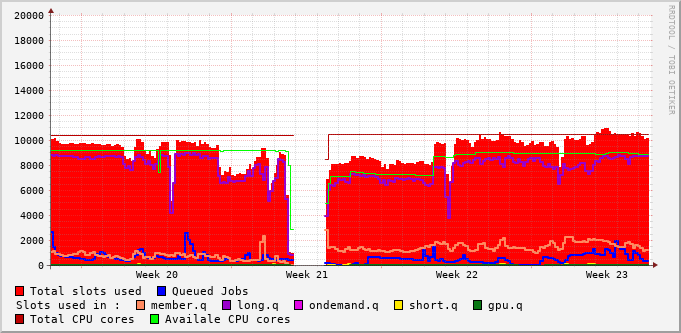 20000
18000
16000
14000
12000
10000
8000
6000
4000
2000
0
Week 20 Week 21 Week 22 Week 23
Total slots used Queued Jobs
Slots used in : member.q long.q ondemand.q short.q gpu.q
Total CPU cores Availale CPU cores
RRDTOOL / TOBI OETIKER